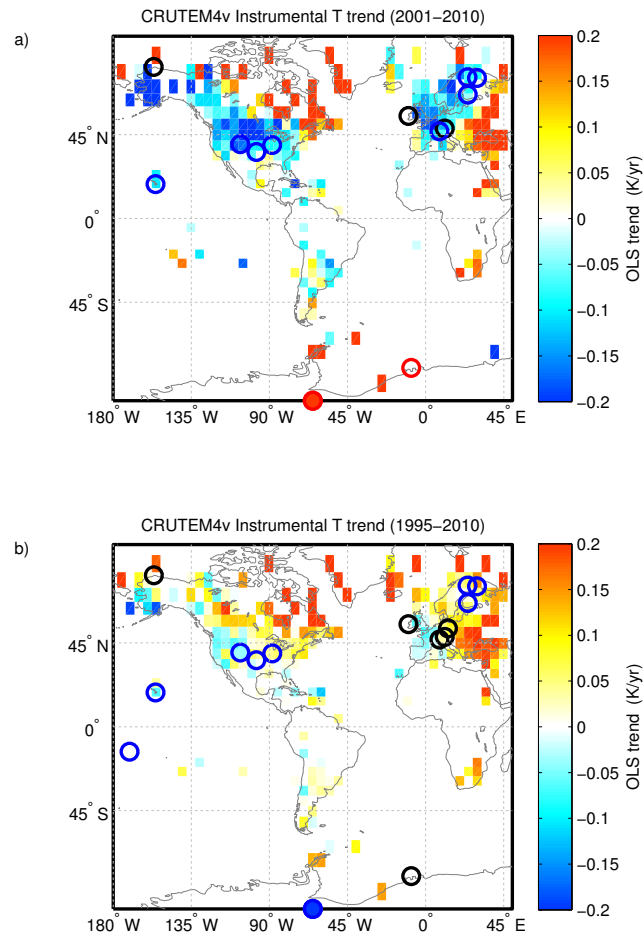 a)
CRUTEM4v Instrumental T trend (2001−2010)
45° N
0°
45° S
180° W
135° W
90° W
45° W
0°
45° E
0.2
0.15
0.1
0.05
0
−0.05
−0.1
−0.15
−0.2
OLS trend (K/yr)
b)
CRUTEM4v Instrumental T trend (1995−2010)
45° N
0°
45° S
180° W
135° W
90° W
45° W
0°
45° E
0.2
0.15
0.1
0.05
0
−0.05
−0.1
−0.15
−0.2
OLS trend (K/yr)